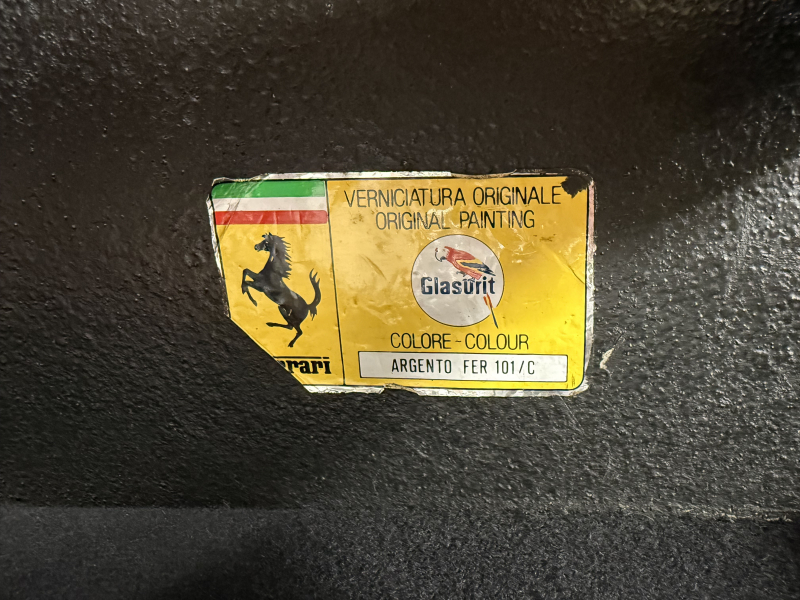 VERNICIATURA ORIGINALE
ORIGINAL PAINTING
Glasurit
COLORE-COLOUR
ARGENTO FER 101/C